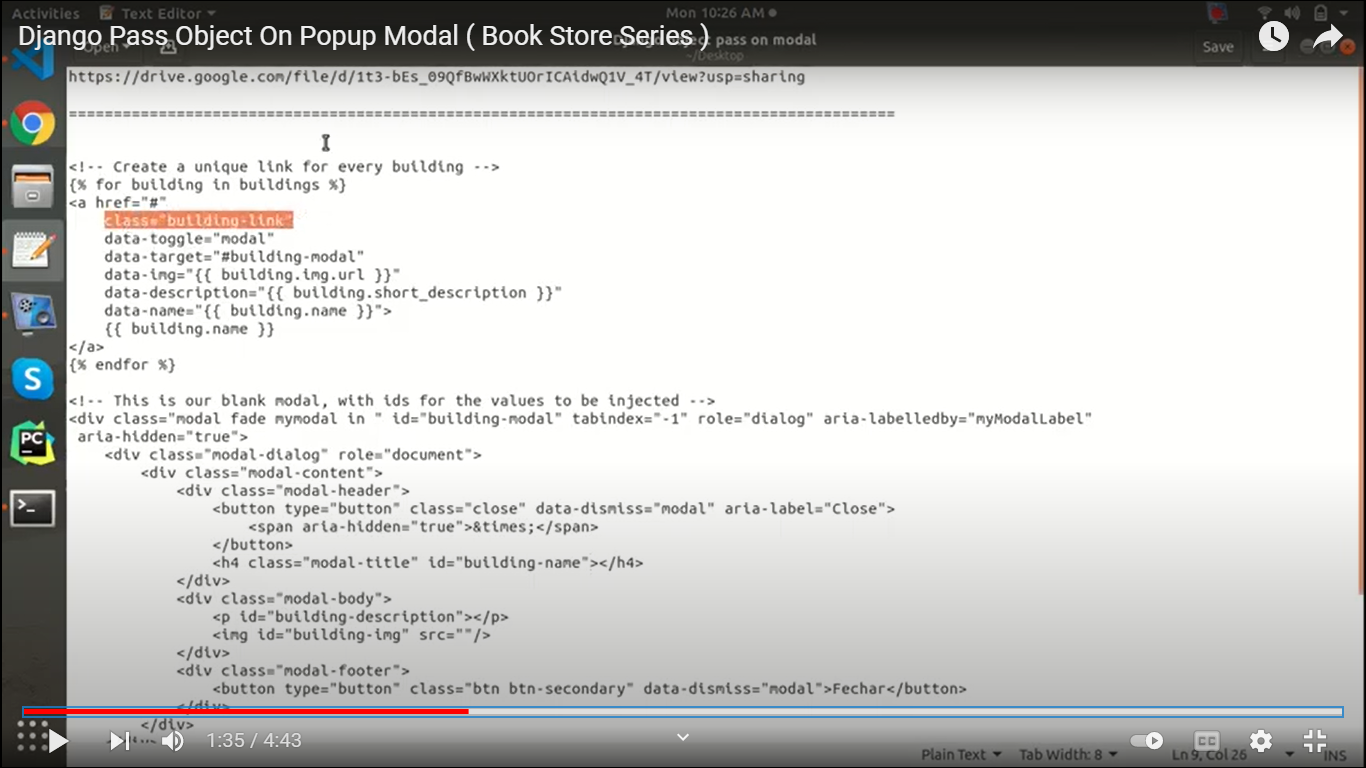 Activities Text Editor Mon 10:26 AM
Django Pass Object On Popup Modal ( Book Store Series )
Open pass on modal Save
~/Desktop
https://drive.google.com/file/d/1t3-bEs_09QfBwWXktUOrICAidwQ1V_4T/view?usp=sharing
============================================================================================
<!-- Create a unique link for every building -->
{% for building in buildings %}
<a href="#"
class="building-link"
data-toggle="modal"
data-target="#building-modal"
data-img="{{ building.img.url }}"
data-description="{{ building.short_description }}"
data-name="{{ building.name }}">
{{ building.name }}
</a>
{% endfor %}
<!-- This is our blank modal, with ids for the values to be injected -->
<div class="modal fade mymodal in " id="building-modal" tabindex="-1" role="dialog" aria-labelledby="myModalLabel"
aria-hidden="true">
<div class="modal-dialog" role="document">
<div class="modal-content">
<div class="modal-header">
<button type="button" class="close" data-dismiss="modal" aria-label="Close">
<span aria-hidden="true">&times;</span>
</button>
<h4 class="modal-title" id="building-name"></h4>
</div>
<div class="modal-body">
<p id="building-description"></p>
<img id="building-img" src=""/>
</div>
<div class="modal-footer">
<button type="button" class="btn btn-secondary" data-dismiss="modal">Fechar</button>
</div>
</div>
1:35 / 4:43
CC
Plain Text Tab Width: 8 Ln 9, Col 26 INS
S
PC
>_